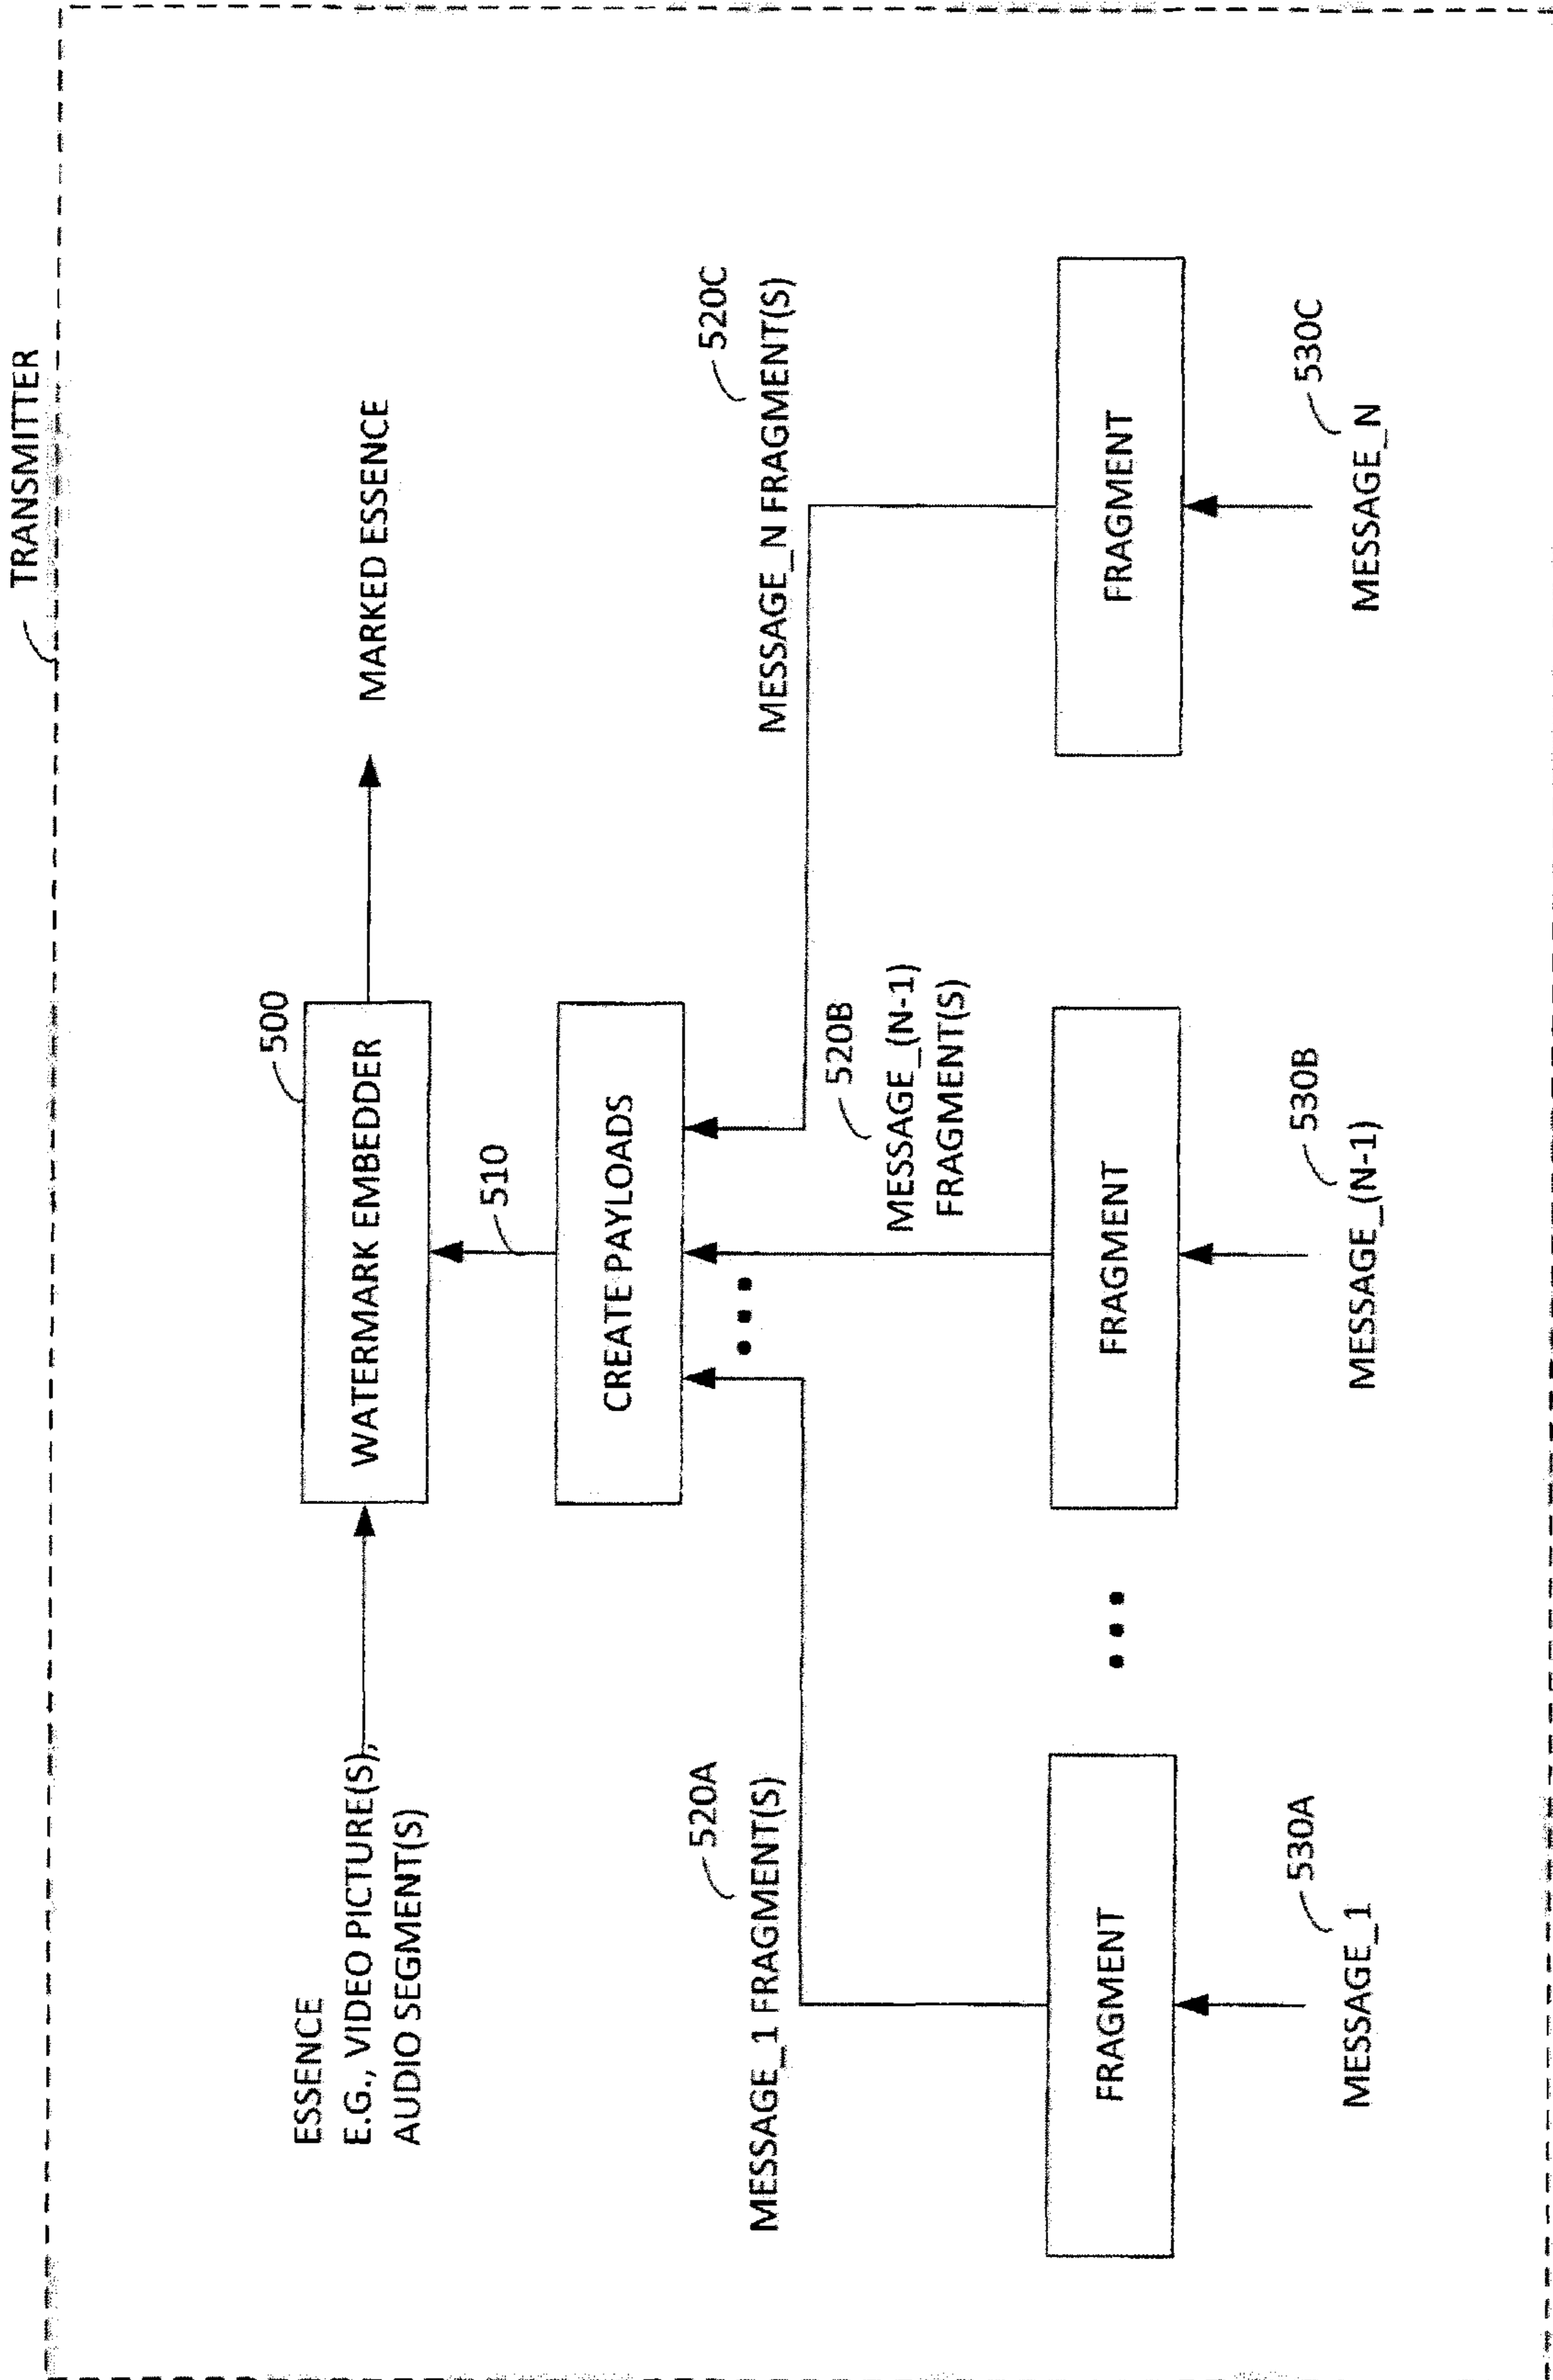 TRANSMITTER
ESSENCE
E.G., VIDEO PICTURE(S),
AUDIO SEGMENT(S)
500
WATERMARK EMBEDDER
MARKED ESSENCE
510
CREATE PAYLOADS
520A
MESSAGE_1 FRAGMENT(S)
520B
MESSAGE_(N-1)
FRAGMENT(S)
520C
MESSAGE_N FRAGMENT(S)
FRAGMENT
FRAGMENT
FRAGMENT
530A
MESSAGE_1
530B
MESSAGE_(N-1)
530C
MESSAGE_N